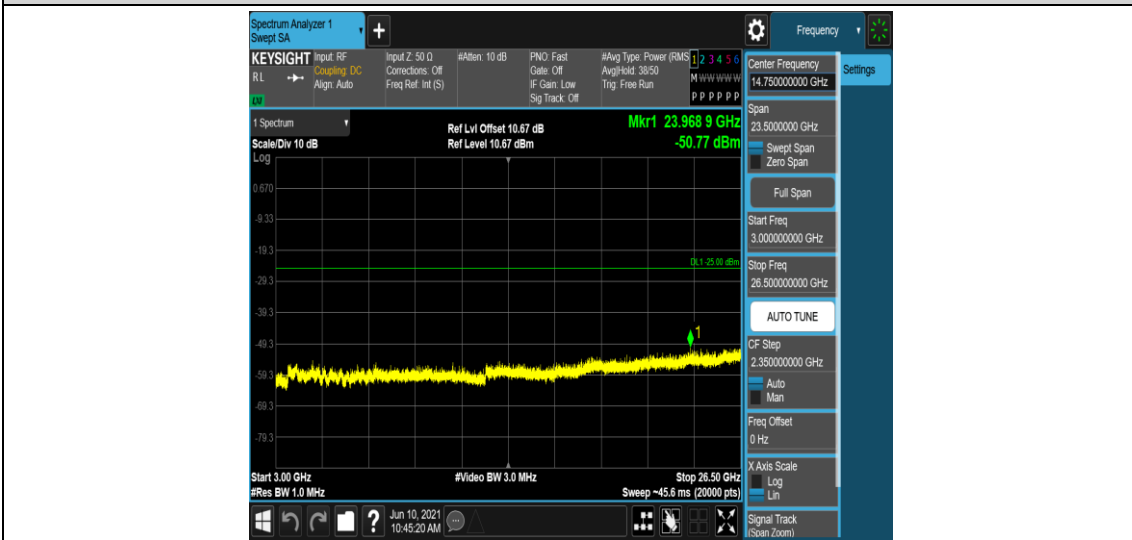 Spectrum Analyzer 1
Swept SA
+
Frequency
KEYSIGHT
RL
LXI
Input: RF
Coupling: DC
Align: Auto
Input Z: 50 Ω
Corrections: Off
Freq Ref: Int (S)
#Atten: 10 dB
PNO: Fast
Gate: Off
IF Gain: Low
Sig Track: Off
#Avg Type: Power (RMS
Avg|Hold: 38/50
Trig: Free Run
1 2 3 4 5 6
M W W W W W
P P P P P P
1 Spectrum
Scale/Div 10 dB
Log
Ref Lvl Offset 10.67 dB
Ref Level 10.67 dBm
Mkr1 23.968 9 GHz
-50.77 dBm
0.670
-9.33
-19.3
-29.3
-39.3
-49.3
-59.3
-69.3
-79.3
DL1 -25.00 dBm
1
Start 3.00 GHz
#Res BW 1.0 MHz
#Video BW 3.0 MHz
Stop 26.50 GHz
Sweep ~45.6 ms (20000 pts)
Center Frequency
14.750000000 GHz
Settings
Span
23.5000000 GHz
Swept Span
Zero Span
Full Span
Start Freq
3.000000000 GHz
Stop Freq
26.500000000 GHz
AUTO TUNE
CF Step
2.350000000 GHz
Auto
Man
Freq Offset
0 Hz
X Axis Scale
Log
Lin
Signal Track
(Span Zoom)
?
Jun 10, 2021
10:45:20 AM